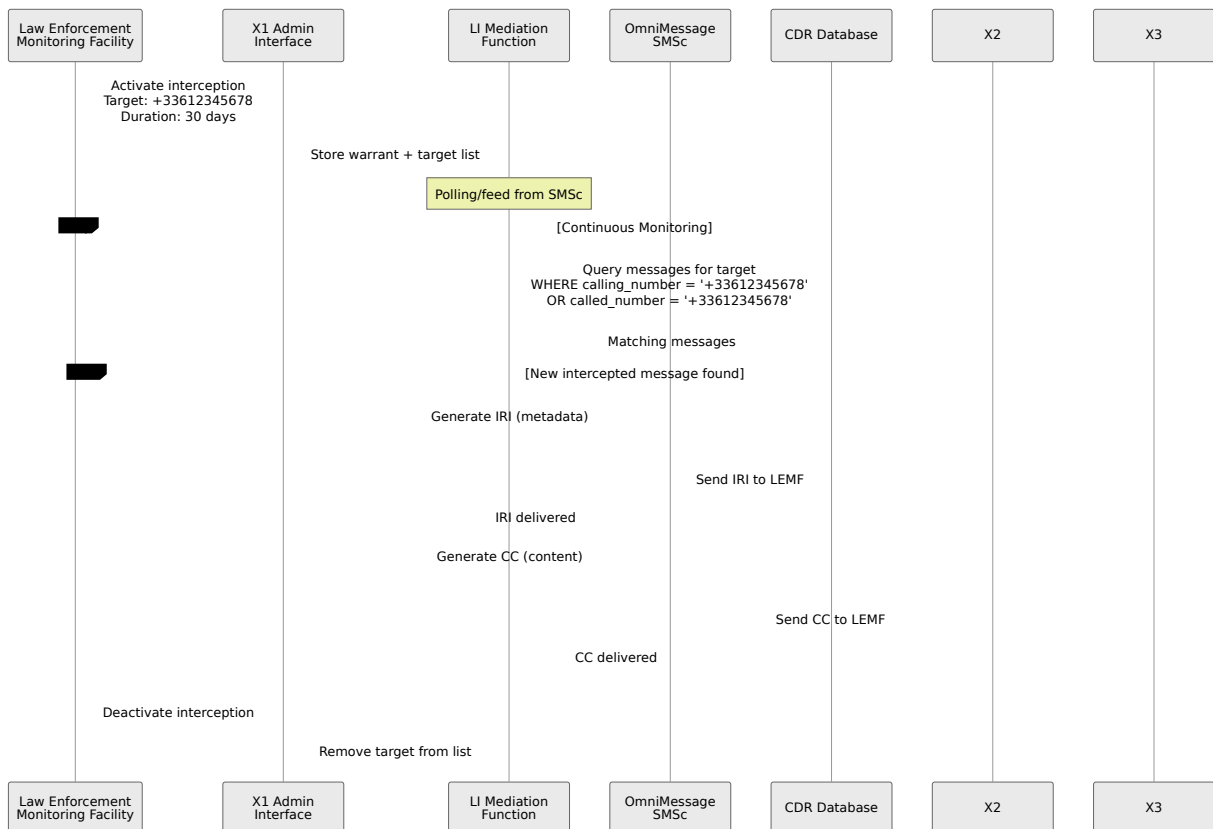 Law Enforcement
Monitoring Facility
X1 Admin
Interface
LI Mediation
Function
OmniMessage
SMSc
CDR Database
X2
X3
Activate interception
Target: +33612345678
Duration: 30 days
Store warrant + target list
Polling/feed from SMSc
[Continuous Monitoring]
Query messages for target
WHERE calling_number = '+33612345678'
OR called_number = '+33612345678'
Matching messages
[New intercepted message found]
Generate IRI (metadata)
Send IRI to LEMF
IRI delivered
Generate CC (content)
Send CC to LEMF
CC delivered
Deactivate interception
Remove target from list
Law Enforcement
Monitoring Facility
X1 Admin
Interface
LI Mediation
Function
OmniMessage
SMSc
CDR Database
X2
X3